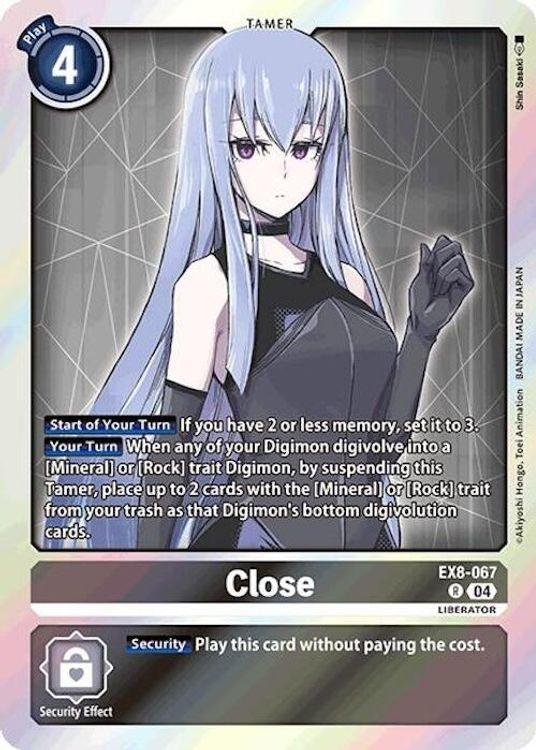 TAMER
Play
4
Shin Sasaki
Start of Your Turn If you have 2 or less memory, set it to 3.
Your Turn When any of your Digimon digivolve into a
[Mineral] or [Rock] trait Digimon, by suspending this
Tamer, place up to 2 cards with the [Mineral] or [Rock] trait
from your trash as that Digimon's bottom digivolution
cards.
©Akiyoshi Hongo, Toei Animation BANDAI MADE IN JAPAN
Close
EX8-067
R 04
LIBERATOR
Security Play this card without paying the cost.
Security Effect